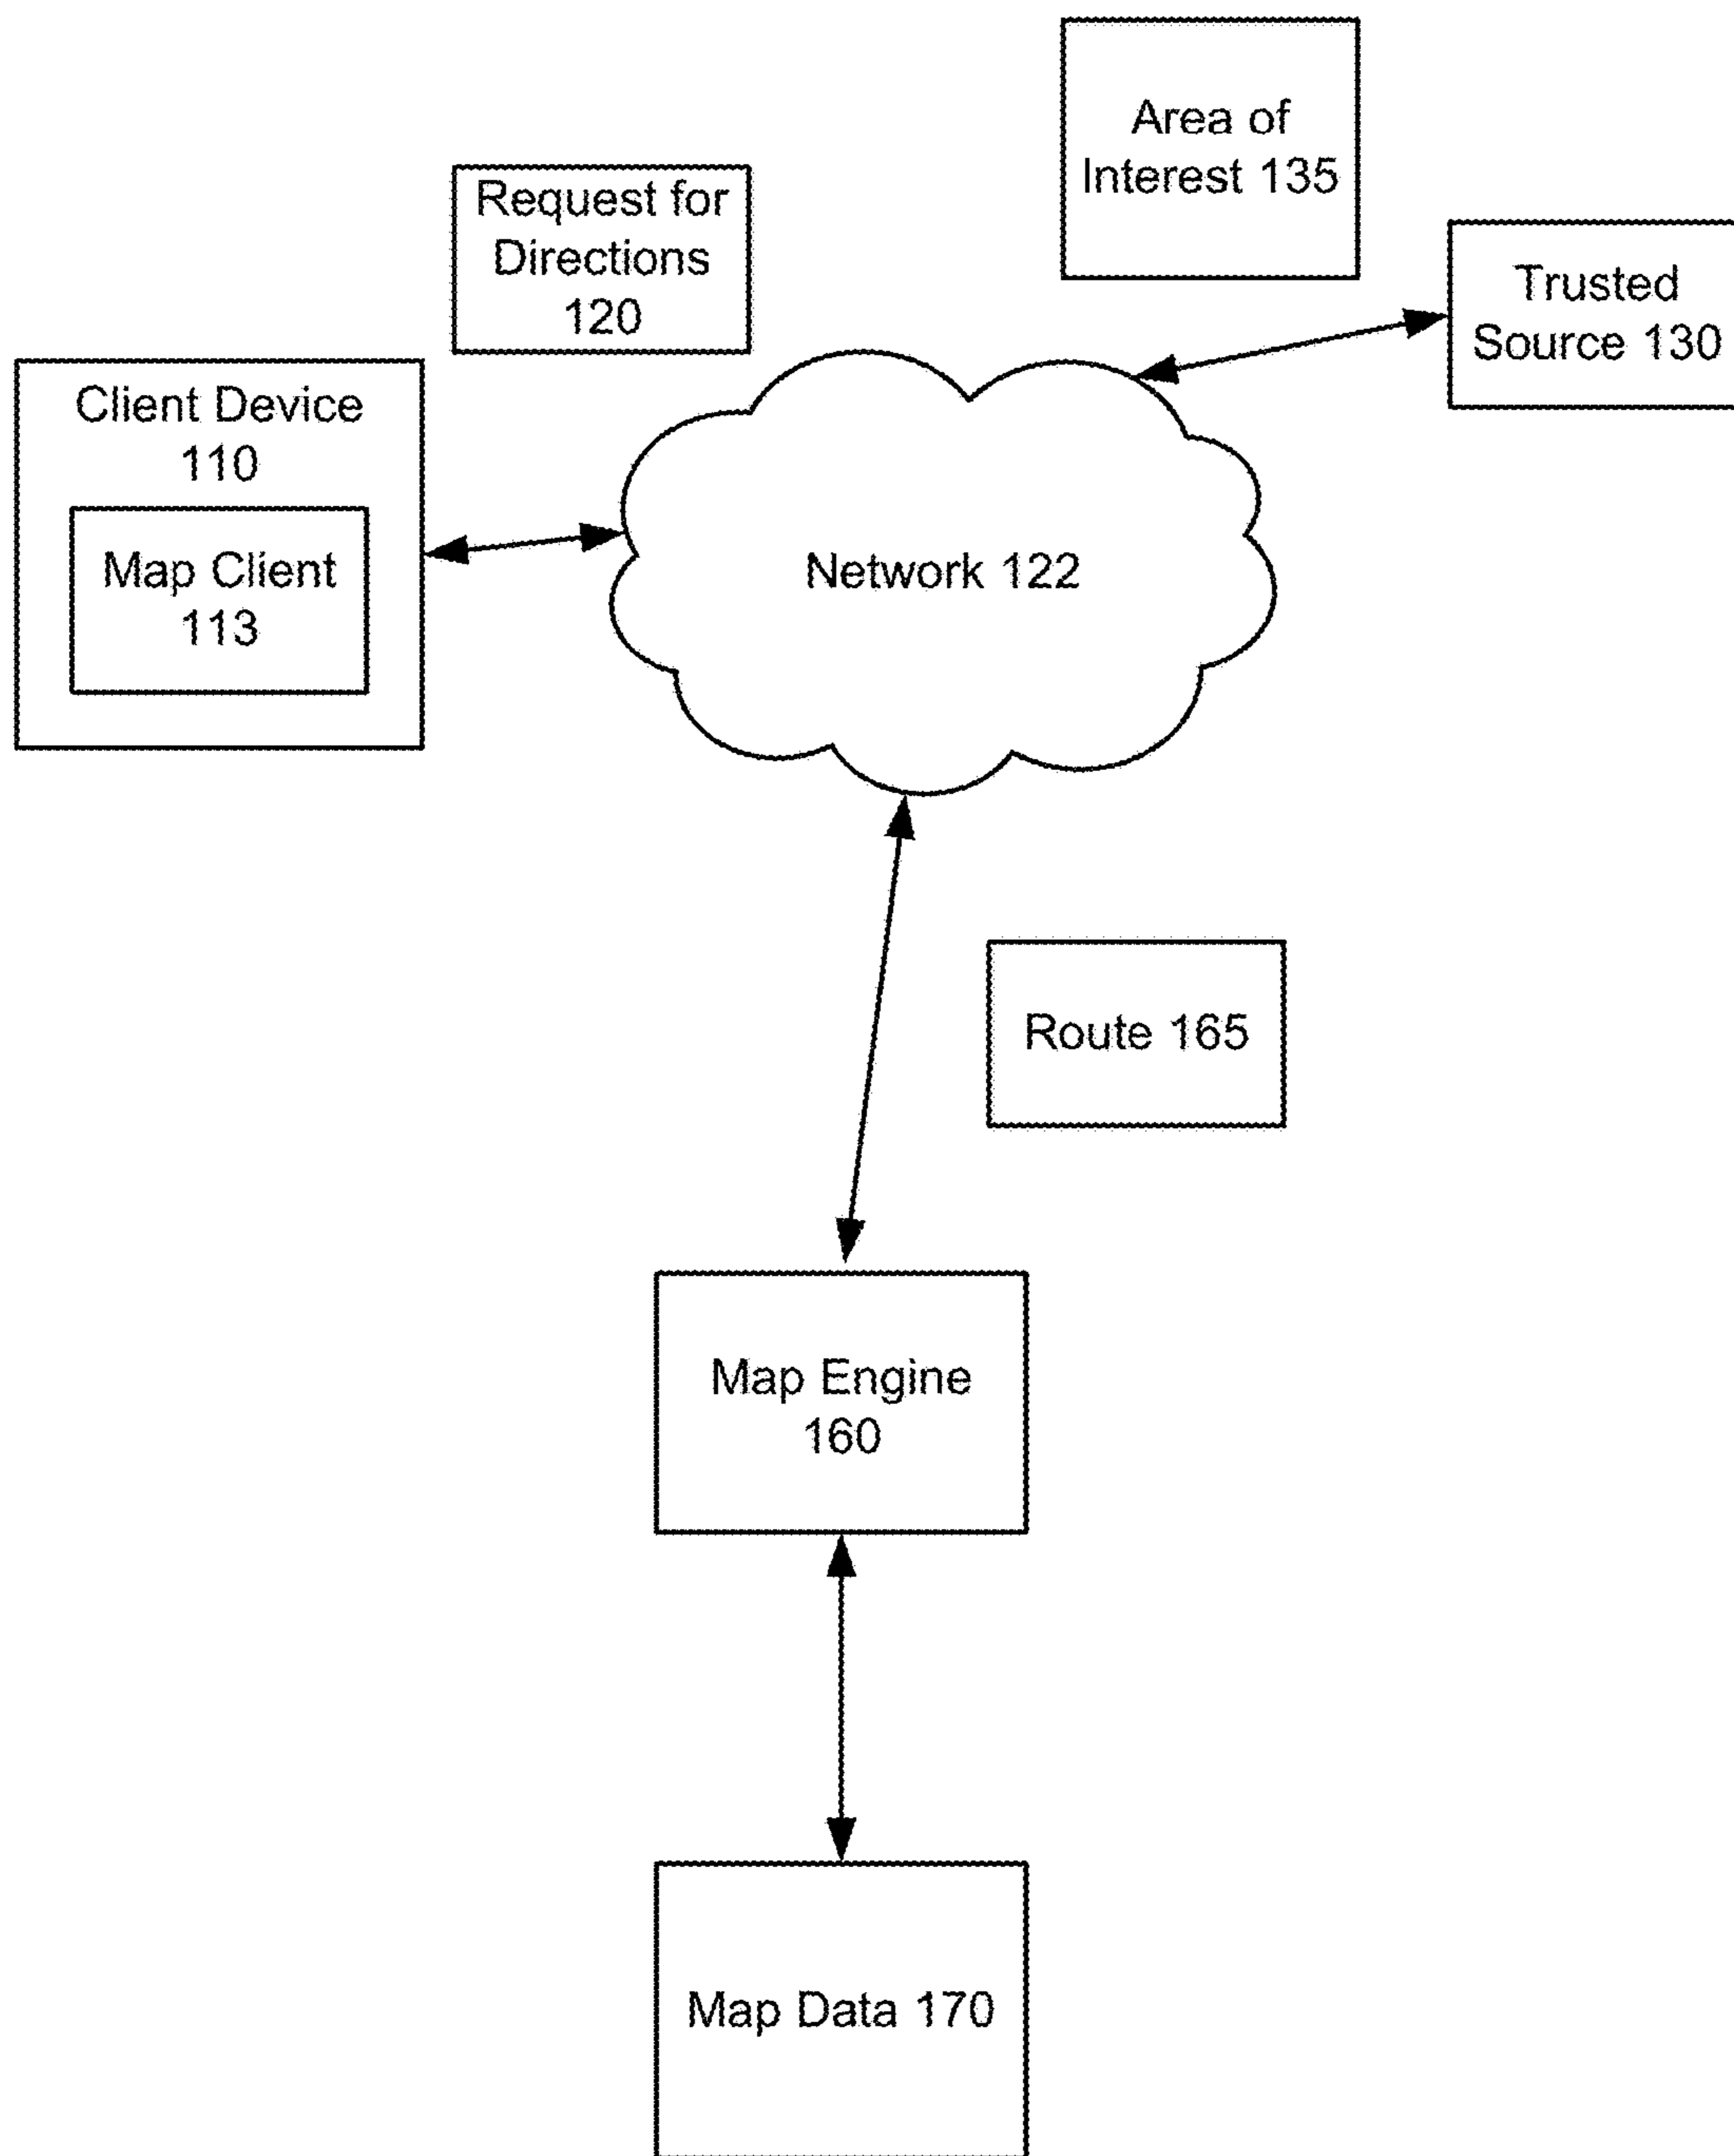 Area of
Interest 135
Request for
Directions
120
Trusted
Source 130
Client Device
110
Map Client
113
Network 122
Route 165
Map Engine
160
Map Data 170